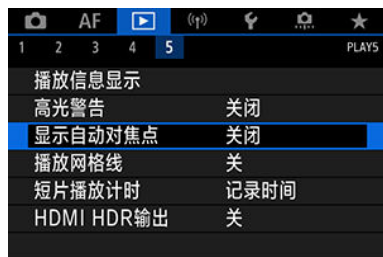 AF
1 2 3 4 5 PLAY5
播放信息显示
高光警告 关闭
显示自动对焦点 关闭
播放网格线 关
短片播放计时 记录时间
HDMI HDR输出 关